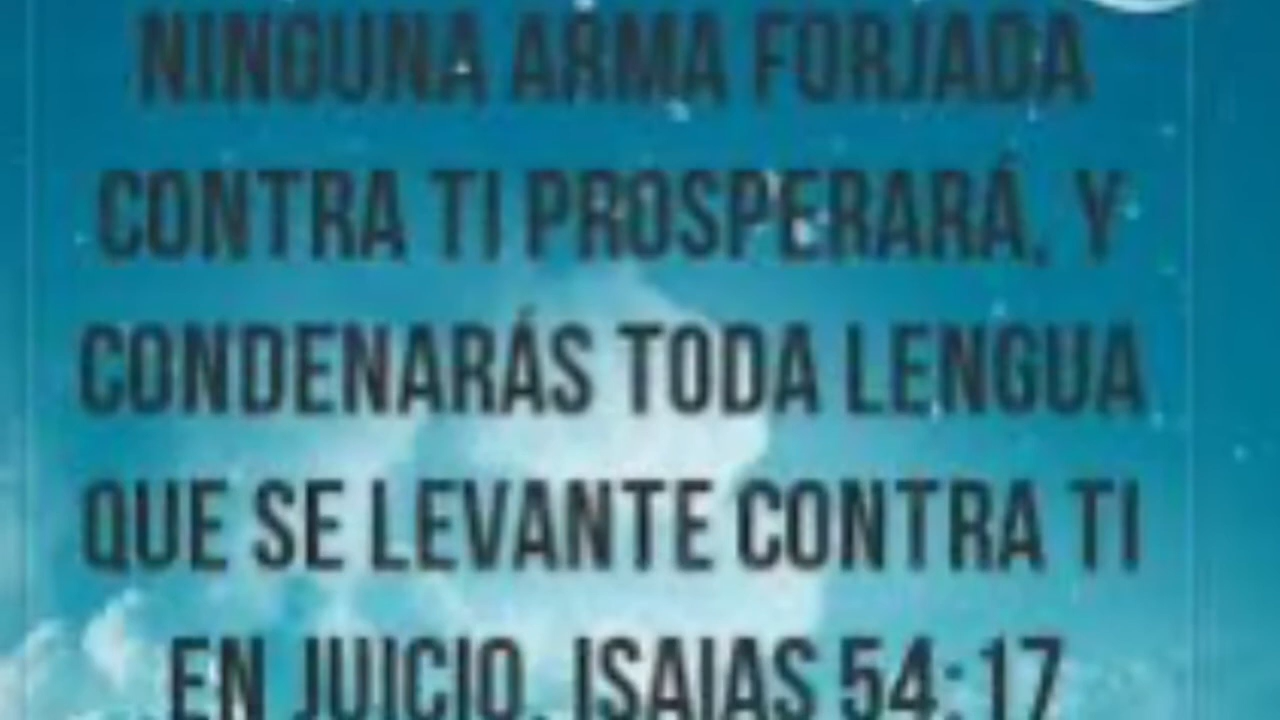 NINGUNA ARMA FORJADA
CONTRA TI PROSPERARÁ, Y
CONDENARÁS TODA LENGUA
QUE SE LEVANTE CONTRA TI
EN JUICIO. ISAIAS 54:17